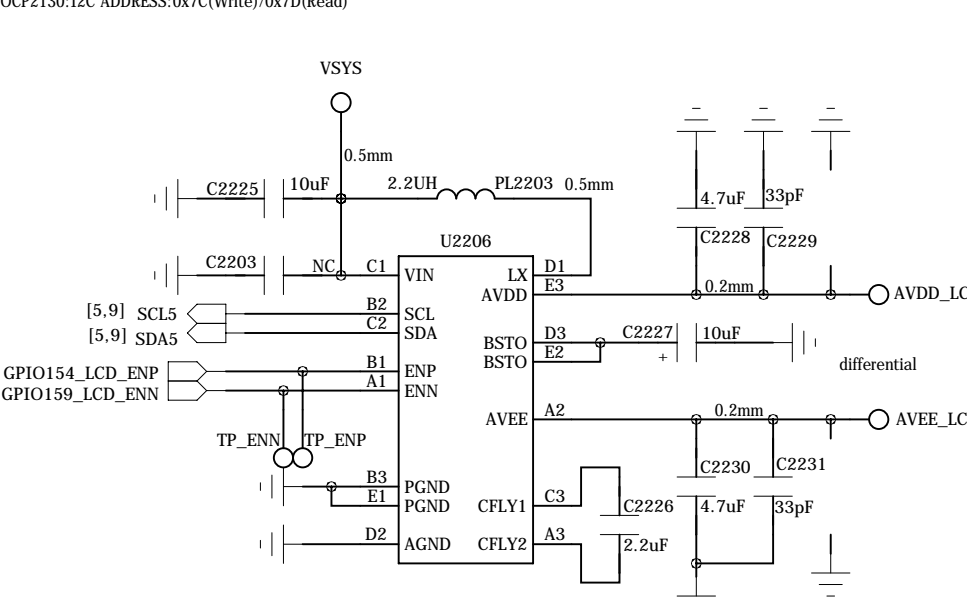 OCP2130:I2C ADDRESS:0x7C(Write)/0x7D(Read)
VSYS
0.5mm
C2225 10uF 2.2UH PL2203 0.5mm
4.7uF 33pF
C2228 C2229
U2206
C2203 NC C1 VIN LX D1
AVDD E3 0.2mm AVDD_LC
[5,9] SCL5 B2 SCL
[5,9] SDA5 C2 SDA
BSTO D3 C2227 10uF
+
BSTO E2
differential
GPIO154_LCD_ENP B1 ENP
GPIO159_LCD_ENN A1 ENN
AVEE A2 0.2mm AVEE_LC
TP_ENN TP_ENP
C2230 C2231
B3 PGND
E1 PGND CFLY1 C3 C2226 4.7uF 33pF
D2 AGND CFLY2 A3 2.2uF